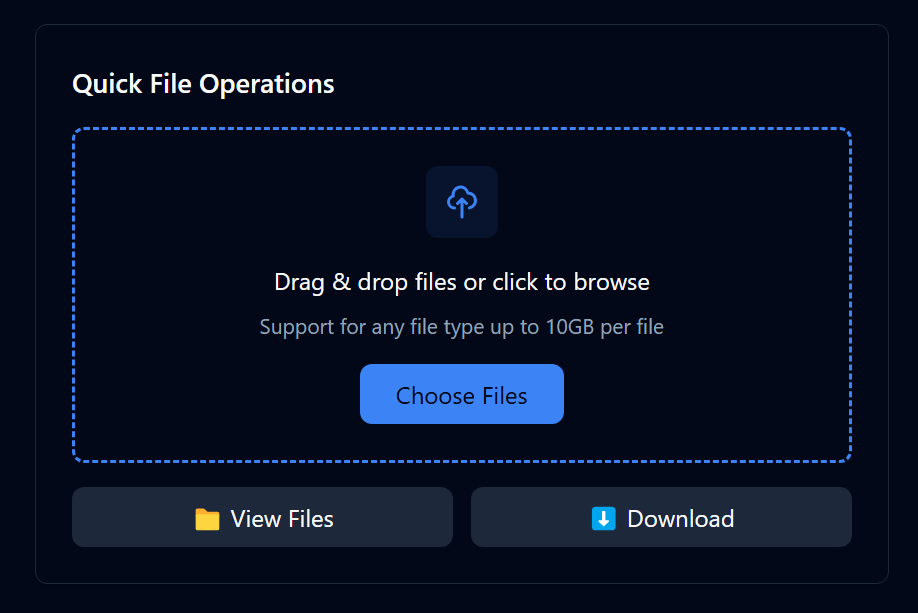 Quick File Operations
Drag & drop files or click to browse
Support for any file type up to 10GB per file
Choose Files
View Files
Download